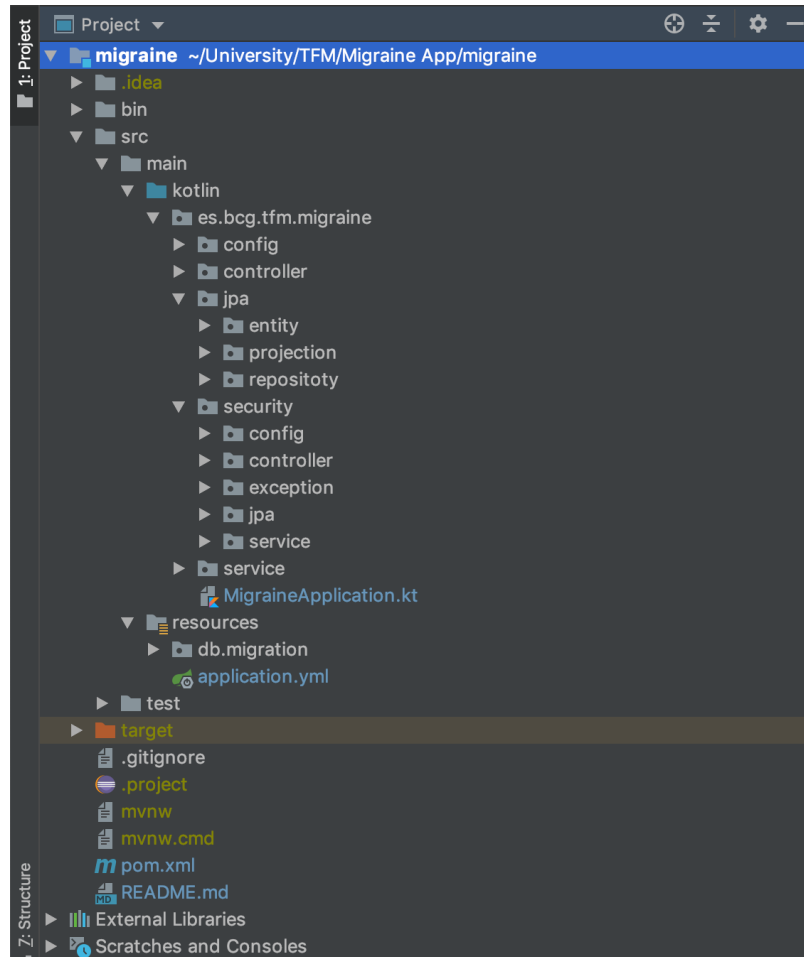 Project
1: Project
migraine ~/University/TFM/Migraine App/migraine
.idea
bin
src
main
kotlin
es.bcg.tfm.migraine
config
controller
jpa
entity
projection
repositoty
security
config
controller
exception
jpa
service
service
MigraineApplication.kt
resources
db.migration
application.yml
test
target
.gitignore
.project
mvnw
mvnw.cmd
m pom.xml
MD README.md
Z: Structure
External Libraries
Scratches and Consoles